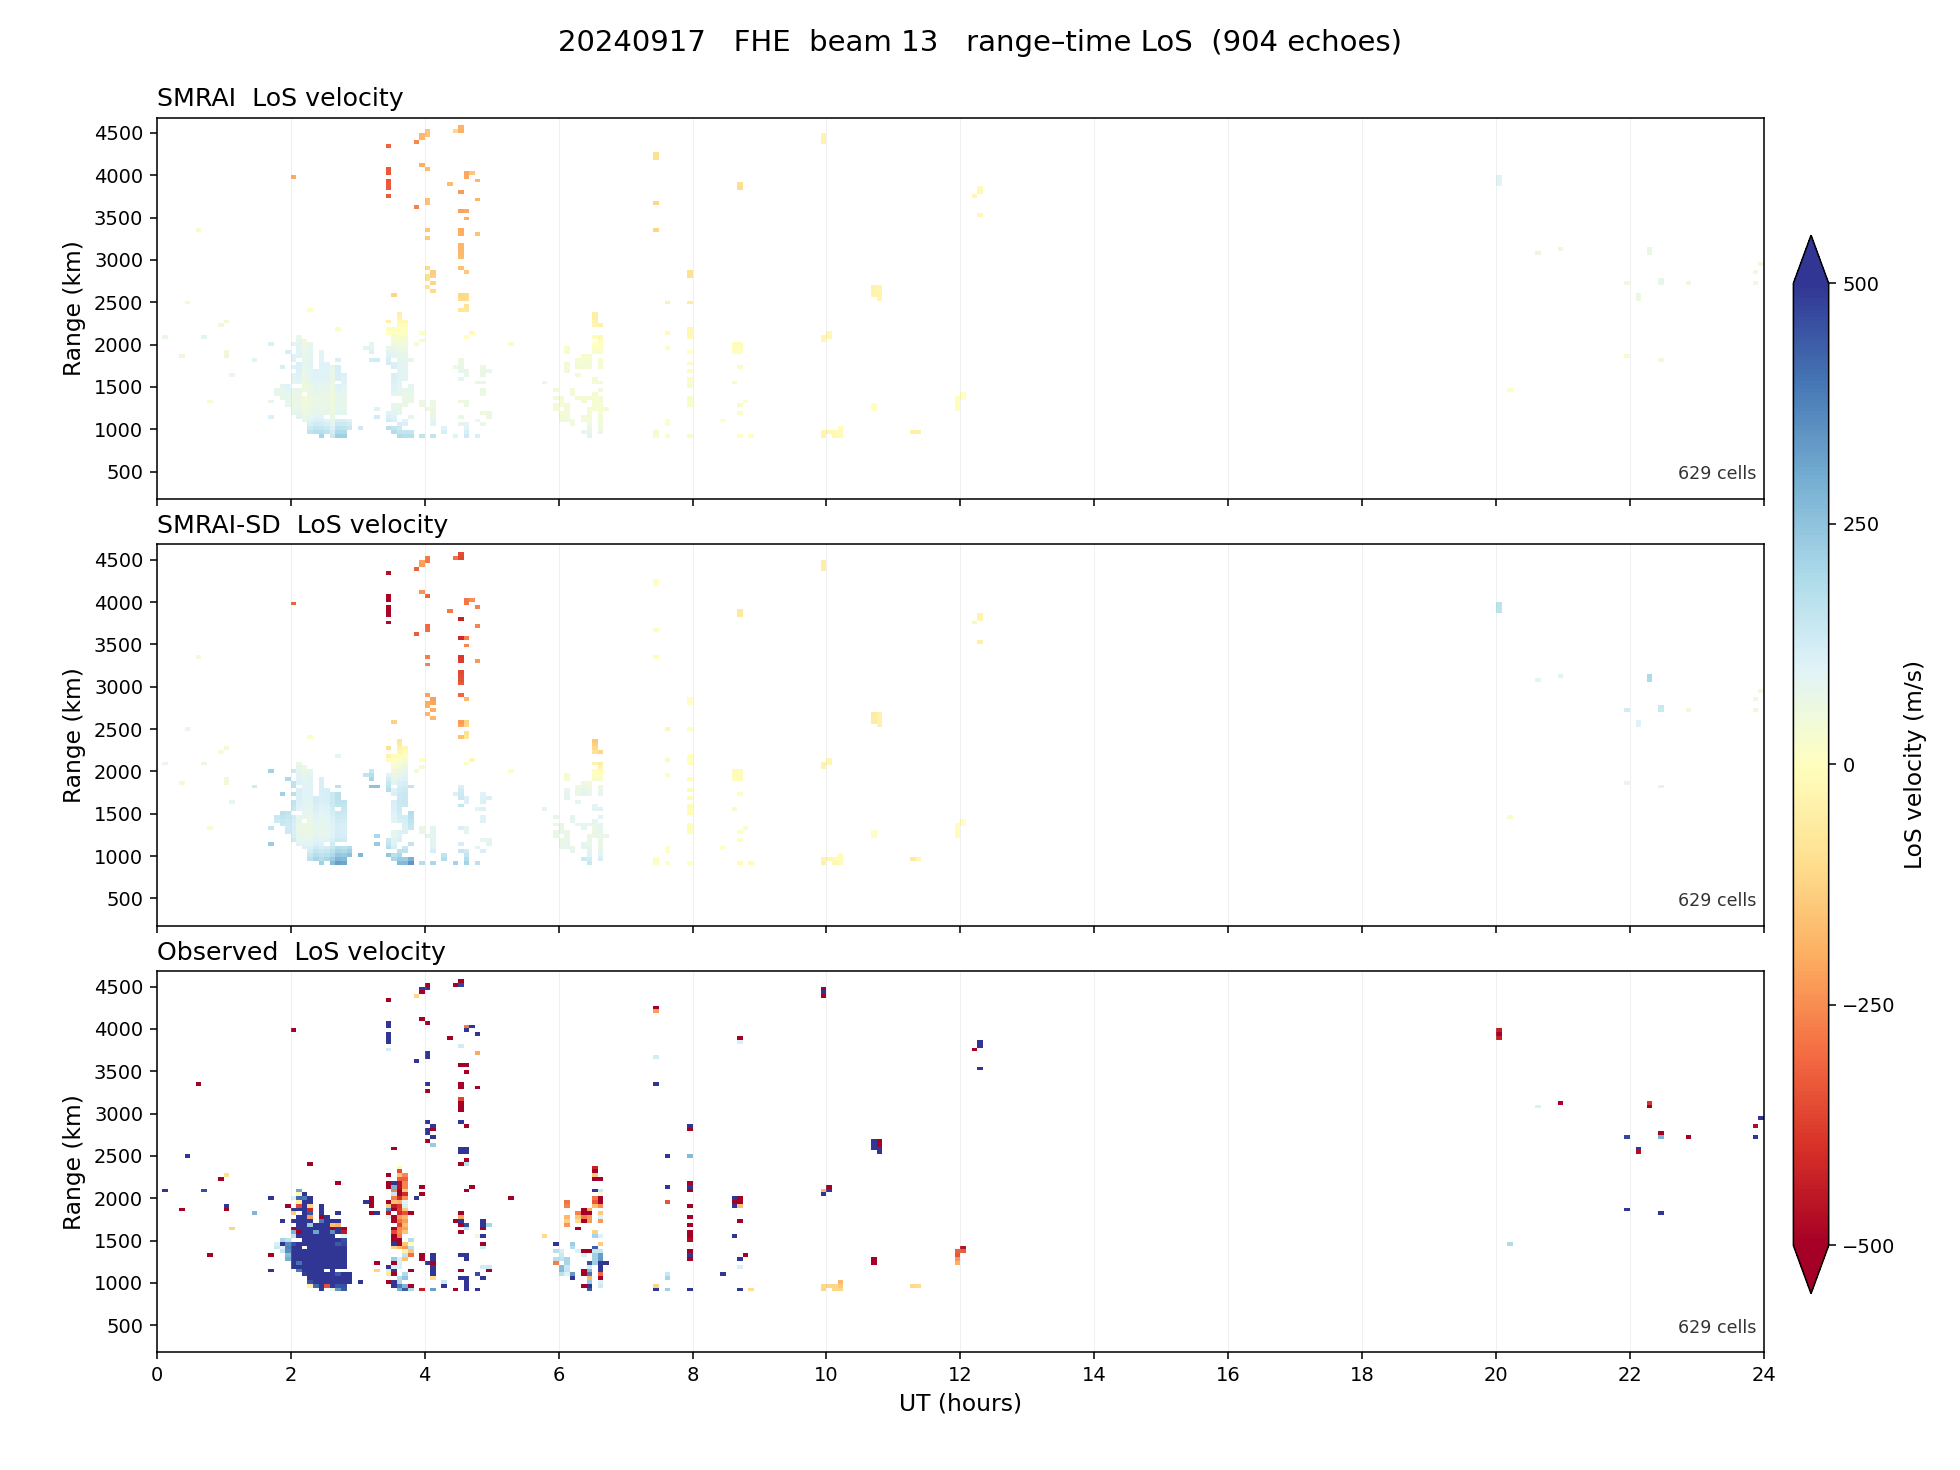 20240917   FHE  beam 13   range–time LoS  (904 echoes)
SMRAI  LoS velocity
4500
4000
3500
3000
2500
2000
1500
1000
500
Range (km)
629 cells
SMRAI-SD  LoS velocity
4500
4000
3500
3000
2500
2000
1500
1000
500
Range (km)
629 cells
Observed  LoS velocity
4500
4000
3500
3000
2500
2000
1500
1000
500
Range (km)
629 cells
0 2 4 6 8 10 12 14 16 18 20 22 24
UT (hours)
500
250
0
−250
−500
LoS velocity (m/s)